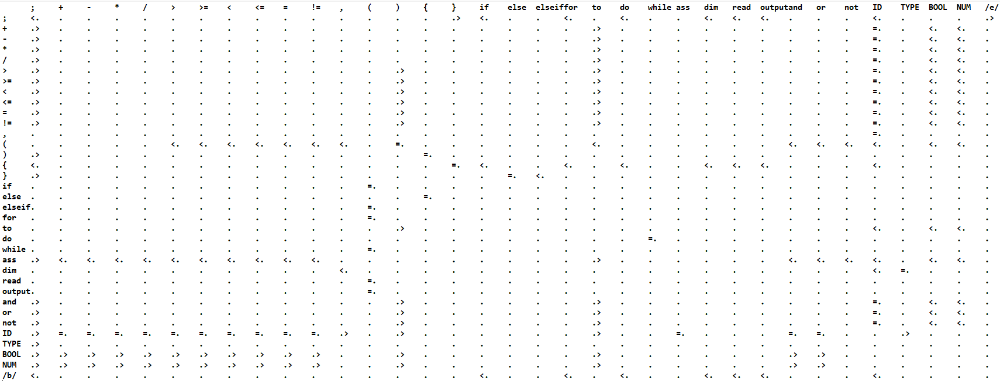 ; + - * / > >= < <= = != , ( ) { } if else elseif for to do while ass dim read output and or not ID TYPE BOOL NUM /e/
; <. . . . . . . . . . . . . . . .> <. . . <. . <. . . <. <. <. . . . <. . . . .>
+ .> . . . . . . . . . . . . . . . . . . . .> . . . . . . . . . =. . <. <. .
- .> . . . . . . . . . . . . . . . . . . . .> . . . . . . . . . =. . <. <. .
* .> . . . . . . . . . . . . . . . . . . . .> . . . . . . . . . =. . <. <. .
/ .> . . . . . . . . . . . . . . . . . . . .> . . . . . . . . . =. . <. <. .
> .> . . . . . . . . . . . . .> . . . . . . .> . . . . . . . . . =. . <. <. .
>= .> . . . . . . . . . . . . .> . . . . . . .> . . . . . . . . . =. . <. <. .
< .> . . . . . . . . . . . . .> . . . . . . .> . . . . . . . . . =. . <. <. .
<= .> . . . . . . . . . . . . .> . . . . . . .> . . . . . . . . . =. . <. <. .
= .> . . . . . . . . . . . . .> . . . . . . .> . . . . . . . . . =. . <. <. .
!= .> . . . . . . . . . . . . .> . . . . . . .> . . . . . . . . . =. . <. <. .
, . . . . . . . . . . . . . . . . . . . . . . . . . . . . . . =. . . . .
( . . . . . <. <. <. <. <. <. <. . =. . . . . . . <. . . . . . . <. <. <. <. . <. <. .
) .> . . . . . . . . . . . . . =. . . . . . . . . . . . . . . . . . . . .
{ <. . . . . . . . . . . . . . . =. <. . . <. . <. . . <. <. <. . . . <. . . . .
} .> . . . . . . . . . . . . . . . . =. <. . . . . . . . . . . . . . . . .
if . . . . . . . . . . . . =. . . . . . . . . . . . . . . . . . . . . . .
else . . . . . . . . . . . . . . =. . . . . . . . . . . . . . . . . . . . .
elseif . . . . . . . . . . . . =. . . . . . . . . . . . . . . . . . . . . . .
for . . . . . . . . . . . . =. . . . . . . . . . . . . . . . . . . . . . .
to . . . . . . . . . . . . . .> . . . . . . . . . . . . . . . . <. . <. <. .
do . . . . . . . . . . . . . . . . . . . . . . =. . . . . . . . . . . . .
while . . . . . . . . . . . . =. . . . . . . . . . . . . . . . . . . . . . .
ass .> <. <. <. <. <. <. <. <. <. <. . . . . . . . . . .> . . . . . . <. <. <. <. . <. <. .
dim . . . . . . . . . . . <. . . . . . . . . . . . . . . . . . . <. =. . . .
read . . . . . . . . . . . . =. . . . . . . . . . . . . . . . . . . . . . .
output . . . . . . . . . . . . =. . . . . . . . . . . . . . . . . . . . . . .
and .> . . . . . . . . . . . . .> . . . . . . .> . . . . . . . . . =. . <. <. .
or .> . . . . . . . . . . . . .> . . . . . . .> . . . . . . . . . =. . <. <. .
not .> . . . . . . . . . . . . .> . . . . . . .> . . . . . . . . . =. . <. <. .
ID .> =. =. =. =. =. =. =. =. =. =. .> . .> . . . . . . .> . . =. . . . =. =. . . .> . . .
TYPE .> . . . . . . . . . . . . . . . . . . . . . . . . . . . . . . . . . .
BOOL .> .> .> .> .> .> .> .> .> .> .> . . .> . . . . . . .> . . . . . . .> .> . . . . . .
NUM .> .> .> .> .> .> .> .> .> .> .> . . .> . . . . . . .> . . . . . . .> .> . . . . . .
/b/ <. . . . . . . . . . . . . . . . <. . . <. . <. . . <. <. <. . . . <. . . . .